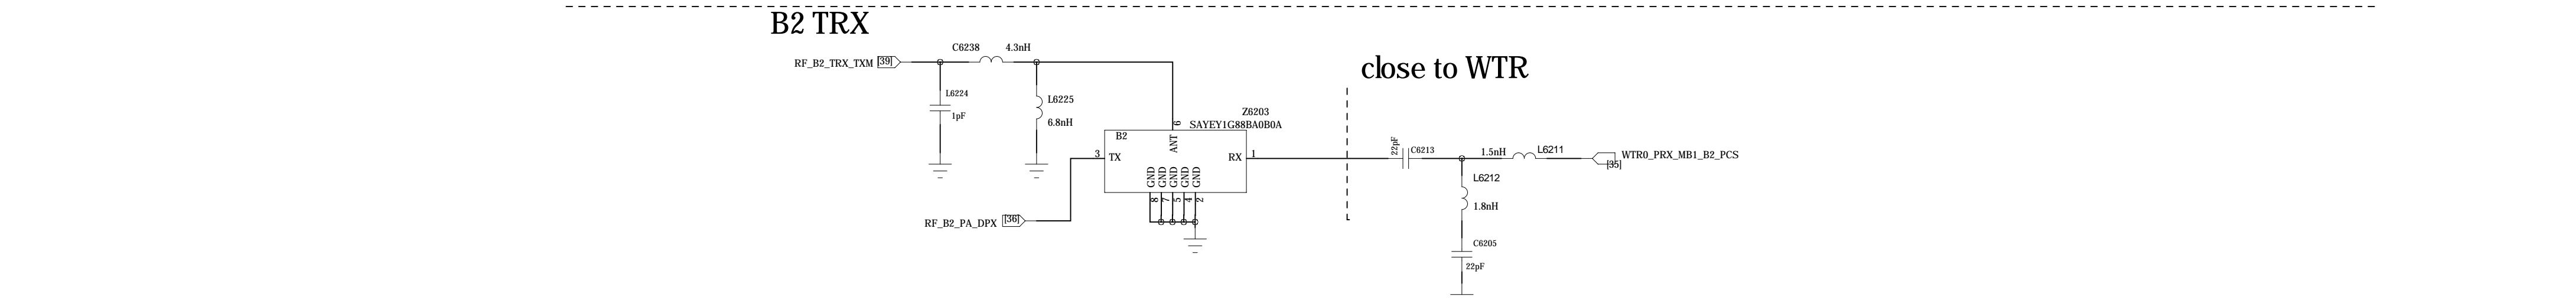 B2 TRX
C6238 4.3nH
RF_B2_TRX_TXM [39]
close to WTR
L6224
1pF
L6225
6.8nH
Z6203
SAYEY1G88BA0B0A
6
B2
ANT
3 TX
RX 1
GND GND GND GND GND
8 7 5 4 2
22pF
C6213
1.5nH L6211
WTR0_PRX_MB1_B2_PCS
[35]
L6212
1.8nH
RF_B2_PA_DPX [36]
C6205
22pF